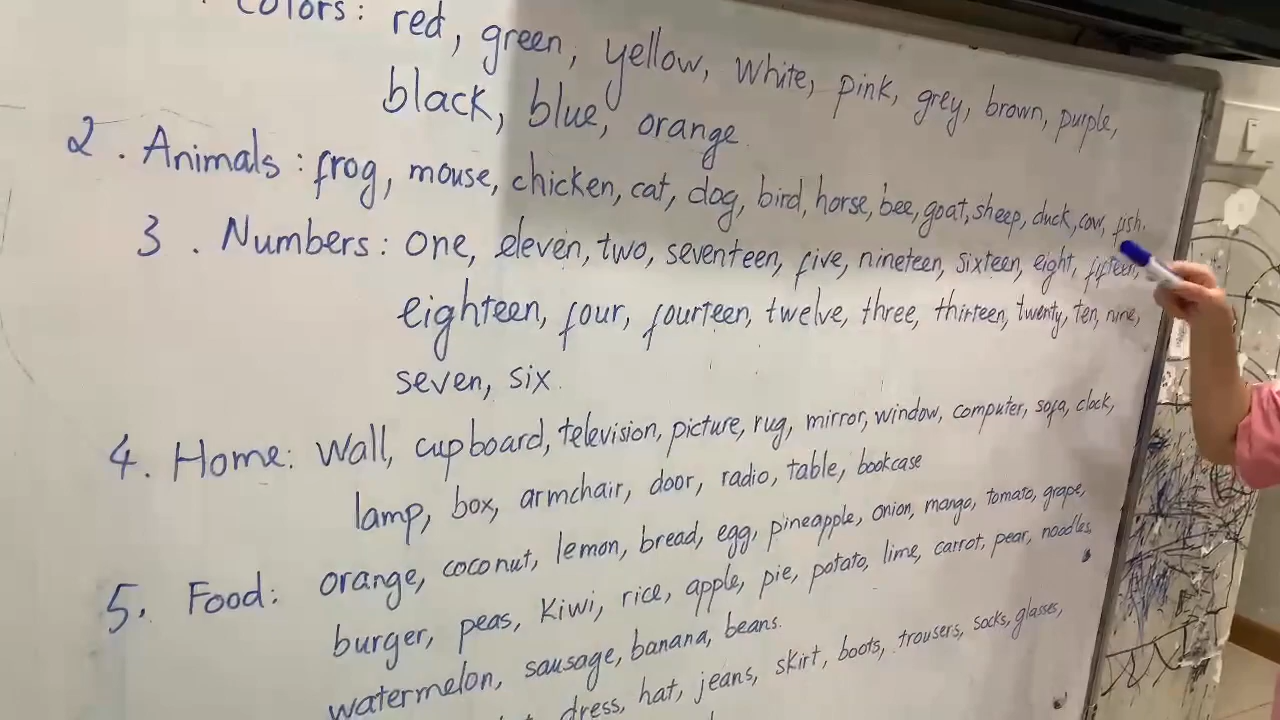 Colors: red, green, yellow, white, pink, grey, brown, purple,
black, blue, orange
2. Animals: frog, mouse, chicken, cat, dog, bird, horse, bee, goat, sheep, duck, cow, fish.
3. Numbers: one, eleven, two, seventeen, five, nineteen, sixteen, eight, fifteen,
eighteen, four, fourteen, twelve, three, thirteen, twenty, ten, nine,
seven, six.
4. Home: wall, cupboard, television, picture, rug, mirror, window, computer, sofa, clock,
lamp, box, armchair, door, radio, table, bookcase
5. Food: orange, coconut, lemon, bread, egg, pineapple, onion, mango, tomato, grape,
burger, peas, kiwi, rice, apple, pie, potato, lime, carrot, pear, noodles,
watermelon, sausage, banana, beans.
dress, hat, jeans, skirt, boots, trousers, socks, glasses,